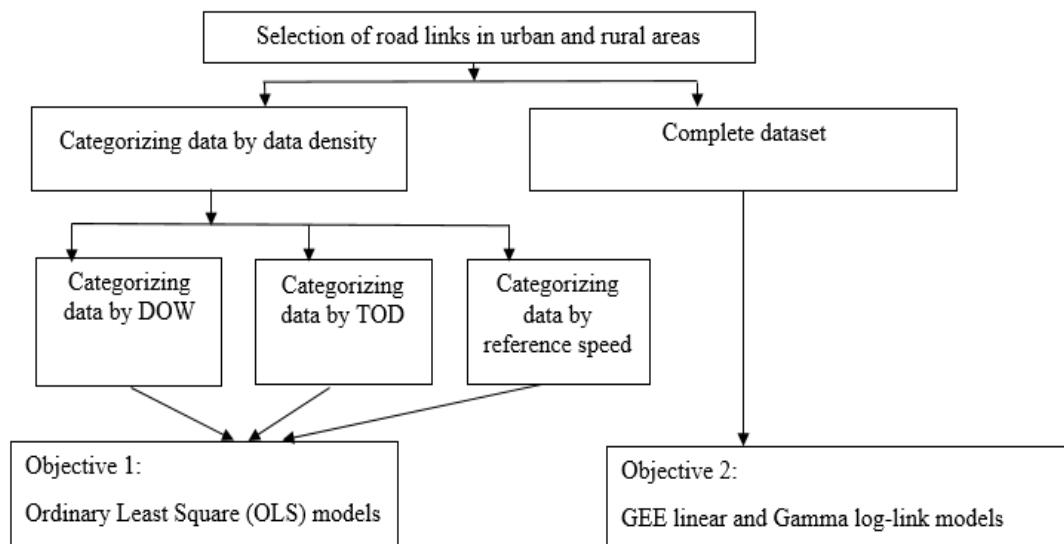 Selection of road links in urban and rural areas
Categorizing data by data density
Complete dataset
Categorizing
data by DOW
Categorizing
data by TOD
Categorizing
data by
reference speed
Objective 1:
Ordinary Least Square (OLS) models
Objective 2:
GEE linear and Gamma log-link models